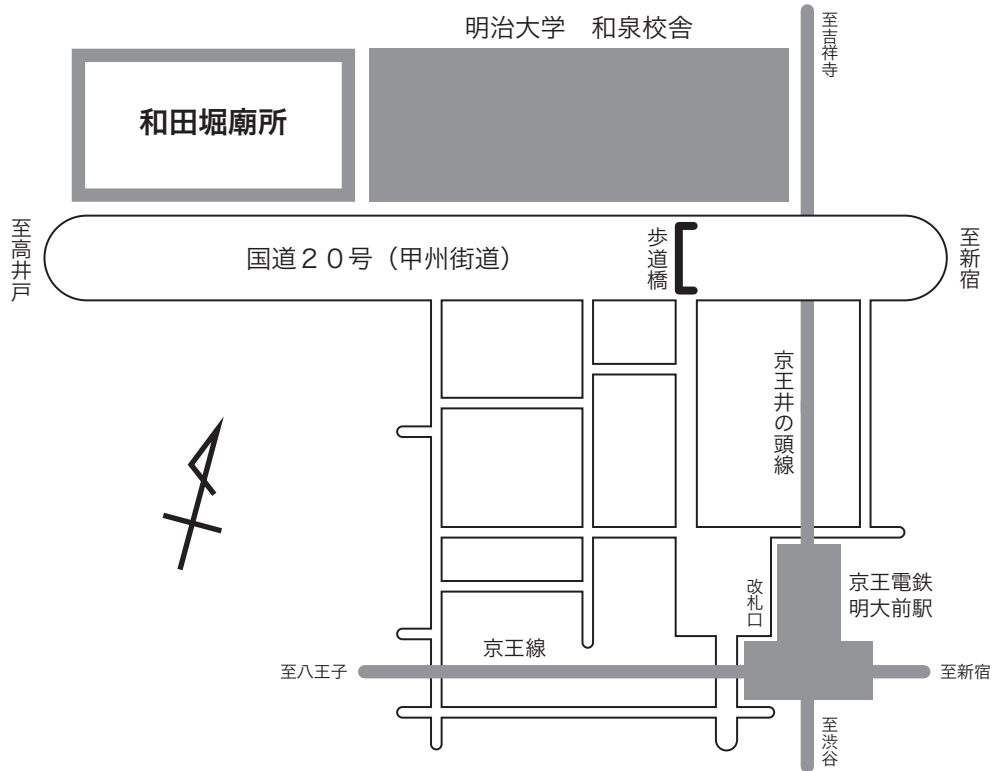 明治大学　和泉校舎
至吉祥寺
和田堀廟所
至高井戸
国道２０号（甲州街道）
歩道橋
至新宿
京王井の頭線
改札口
京王電鉄
明大前駅
京王線
至八王子
至新宿
至渋谷